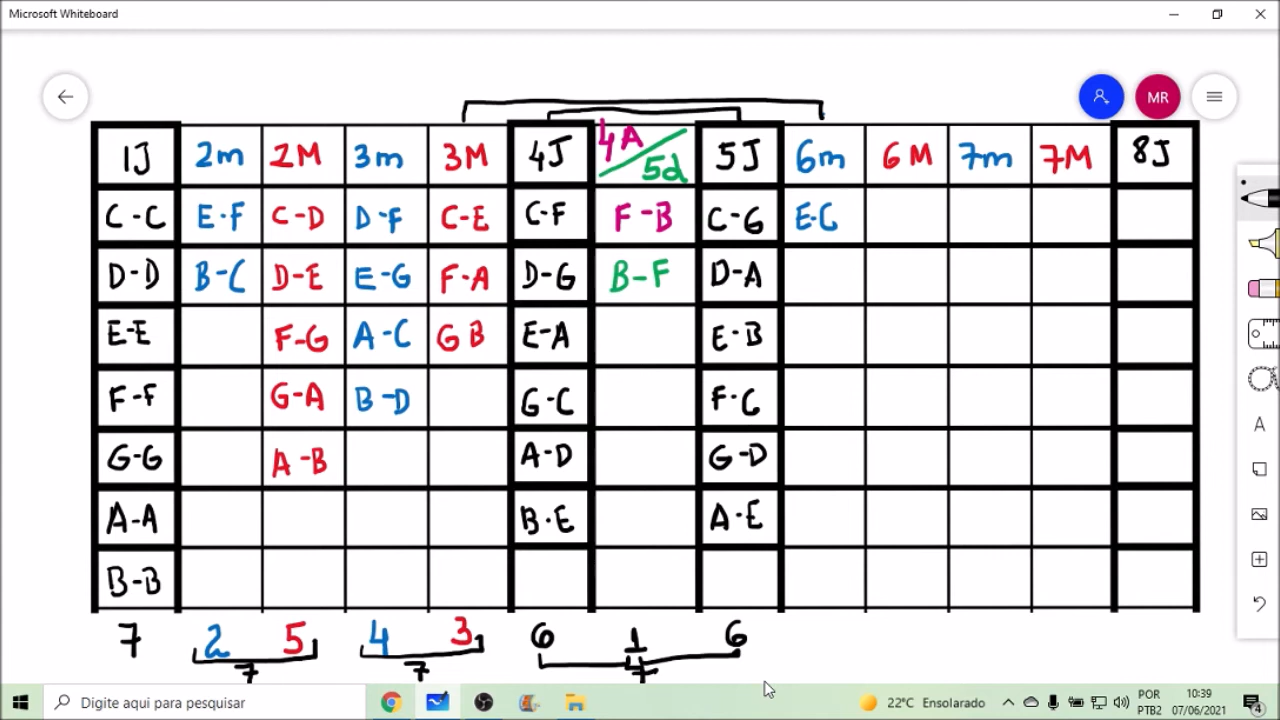 Microsoft Whiteboard
MR
1J 2m 2M 3m 3M 4J 4A/5d 5J 6m 6M 7m 7M 8J
C-C E-F C-D D-F C-E C-F F-B C-G E-C
D-D B-C D-E E-G F-A D-G B-F D-A
E-E F-G A-C G B E-A E-B
F-F G-A B-D G-C F-C
G-G A-B A-D G-D
A-A B-E A-E
B-B
7 2 5 4 3 6 1 6
7 7 7
A
Digite aqui para pesquisar
22°C Ensolarado
POR
PTB2
10:39
07/06/2021
4